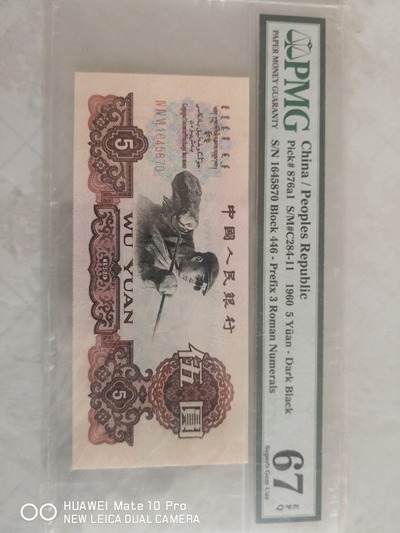 PMG
PAPER MONEY GUARANTY
China / Peoples Republic
Pick# 876a1 S/M#C284-11 1960 5 Yüan - Dark Black
S/N 1645870 Block 446 - Prefix 3 Roman Numerals
67 EPQ
Superb Gem Unc
1645870
中國人民銀行
伍圓
WU YUAN
1960
5
5
HUAWEI Mate 10 Pro
NEW LEICA DUAL CAMERA